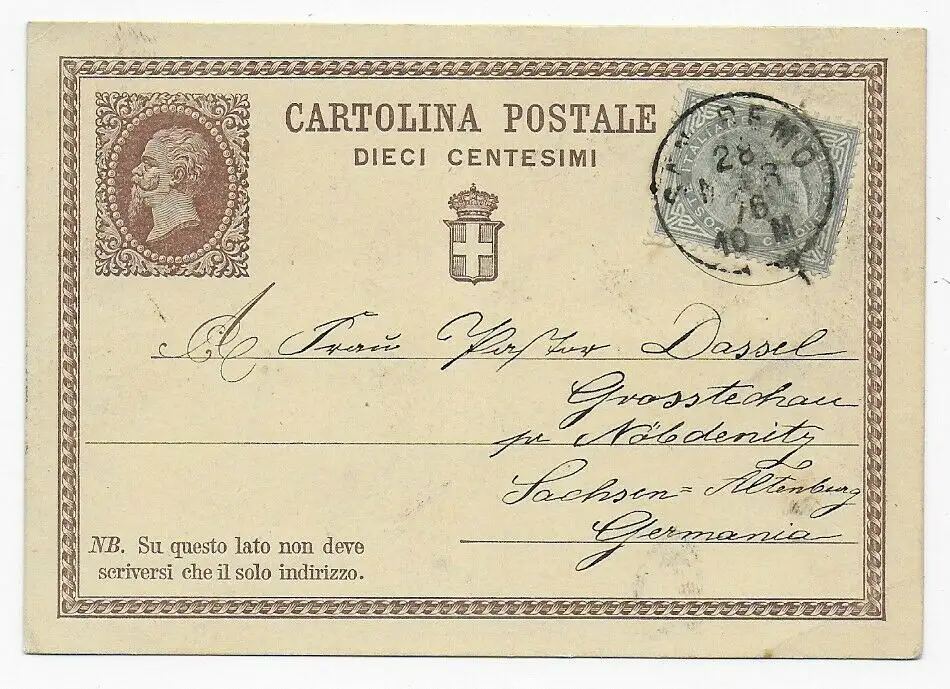 CARTOLINA POSTALE
DIECI CENTESIMI
SAN REMO
28
76
10 M
A Frau Pastor Dassel
Grosstechau
pr Nöbdenitz
Sachsen= Altenburg
Germania
NB. Su questo lato non deve
scriversi che il solo indirizzo.